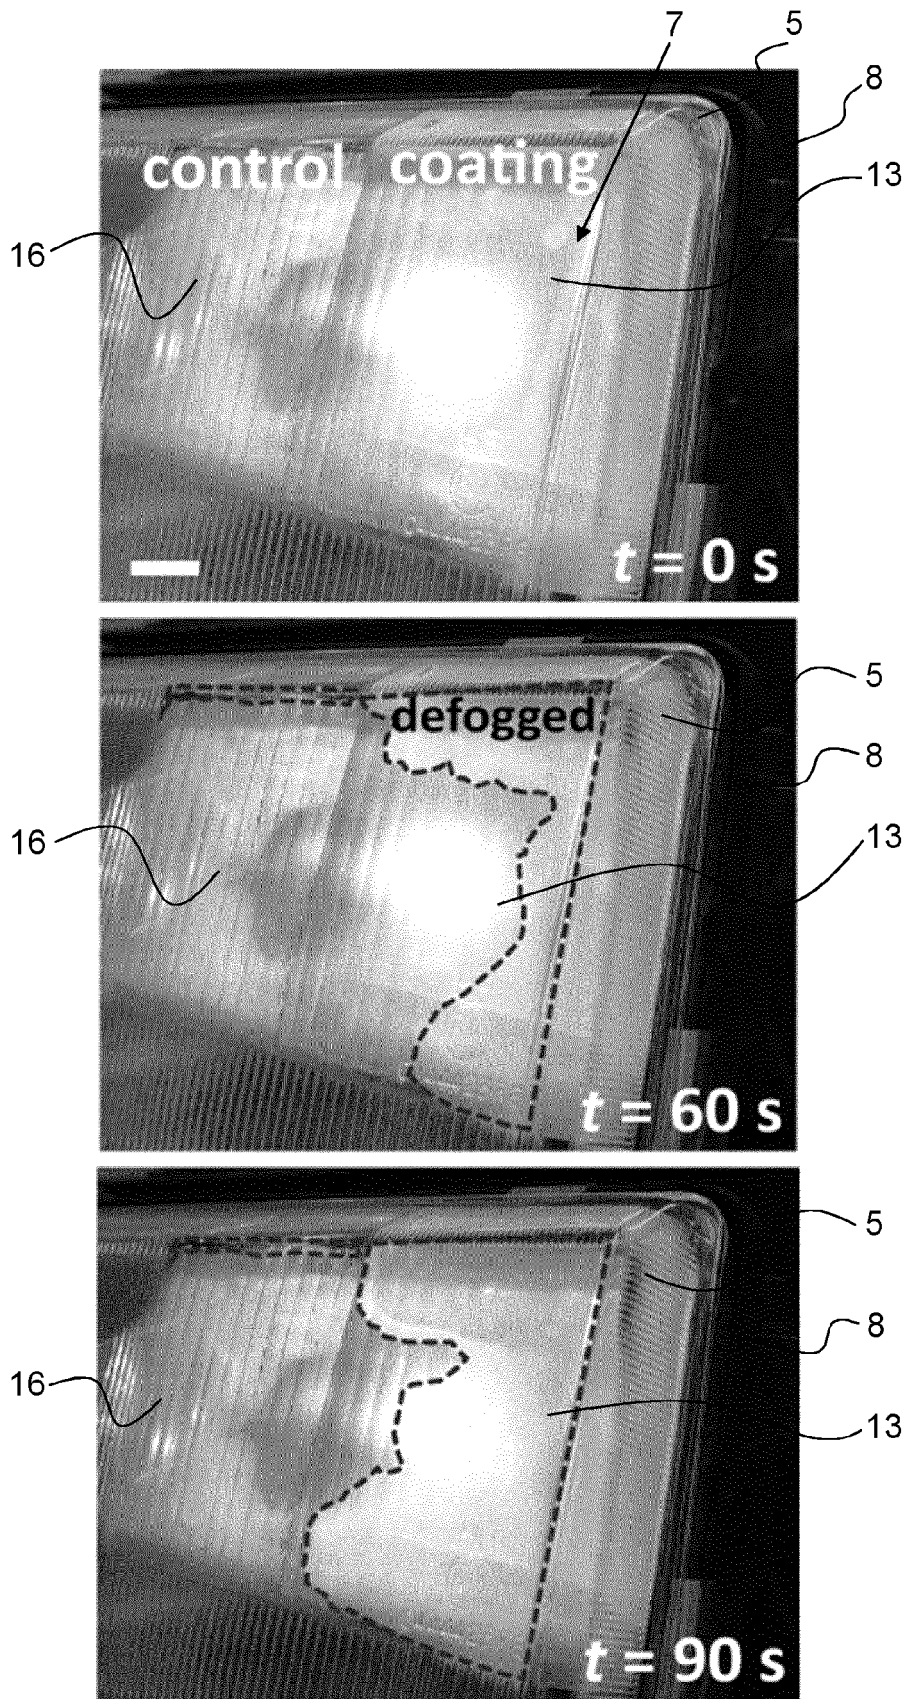 7
5
8
control coating
13
16
t = 0 s
5
defogged
8
16
13
t = 60 s
5
8
16
13
t = 90 s